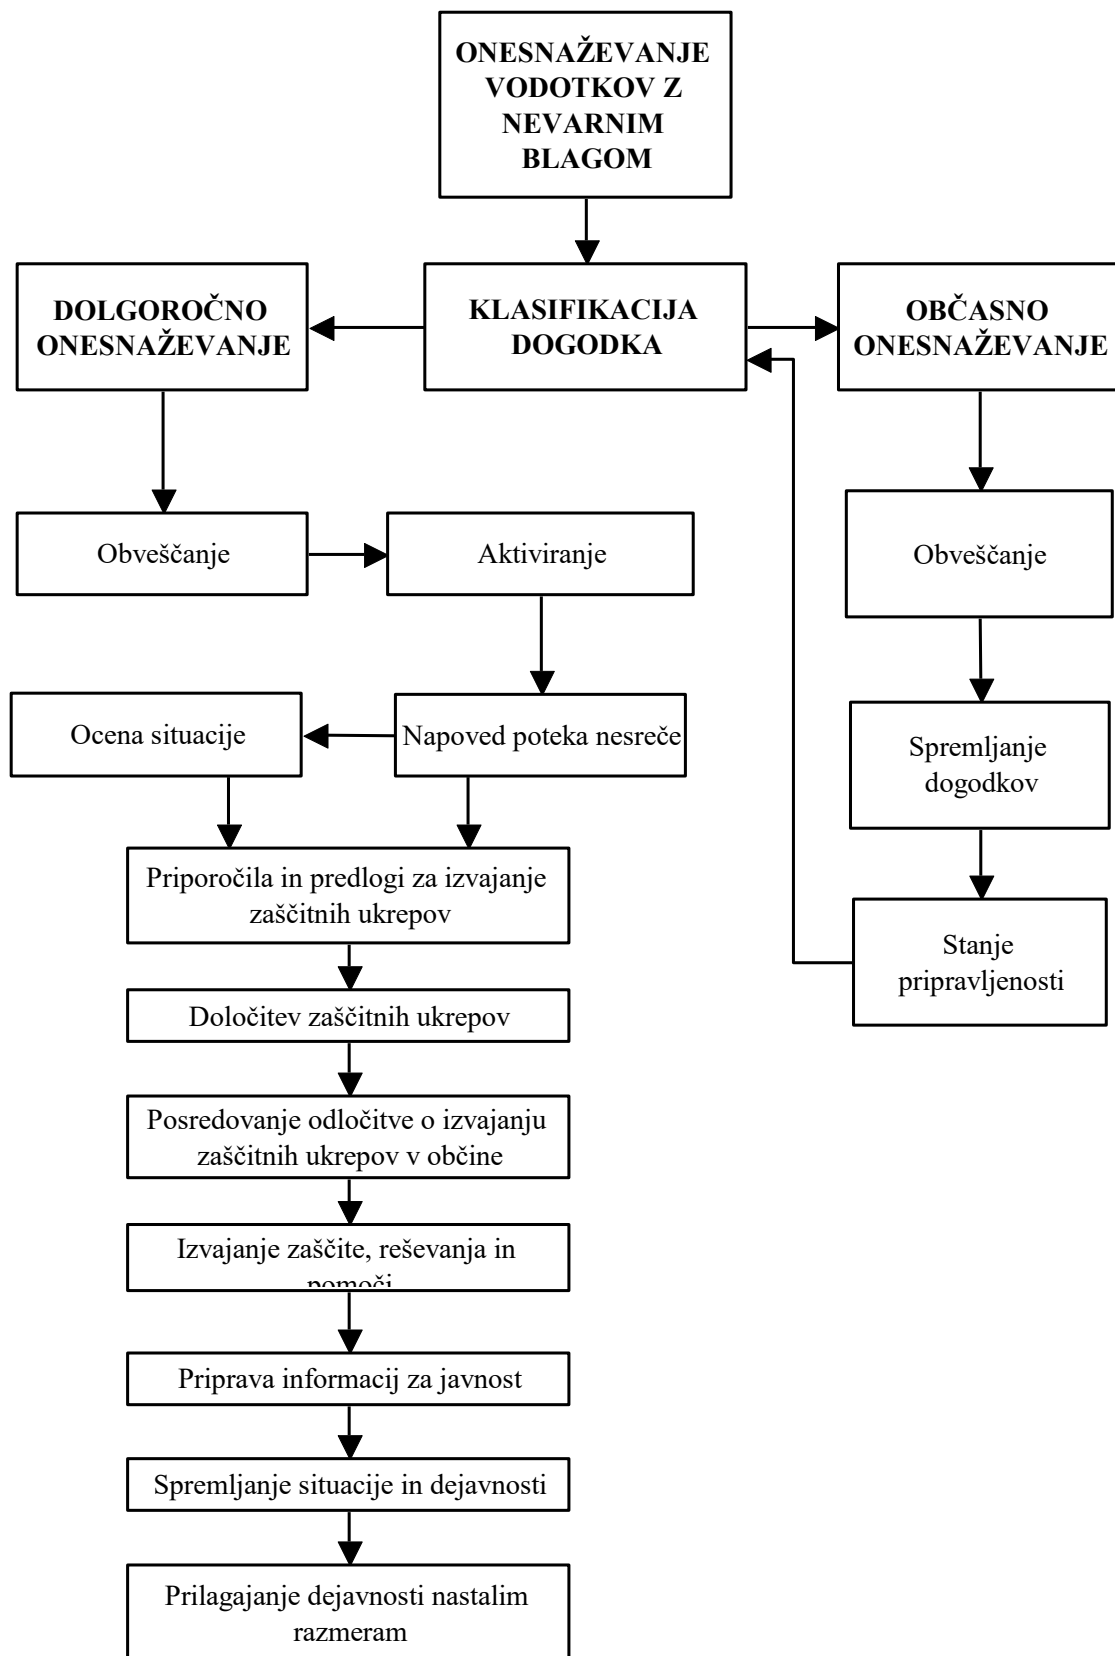 ONESNAŽEVANJE
VODOTKOV Z
NEVARNIM
BLAGOM
DOLGOROČNO
ONESNAŽEVANJE
KLASIFIKACIJA
DOGODKA
OBČASNO
ONESNAŽEVANJE
Obveščanje
Aktiviranje
Obveščanje
Ocena situacije
Napoved poteka nesreče
Spremljanje
dogodkov
Priporočila in predlogi za izvajanje
zaščitnih ukrepov
Stanje
pripravljenosti
Določitev zaščitnih ukrepov
Posredovanje odločitve o izvajanju
zaščitnih ukrepov v občine
Izvajanje zaščite, reševanja in
pomoči
Priprava informacij za javnost
Spremljanje situacije in dejavnosti
Prilagajanje dejavnosti nastalim
razmeram